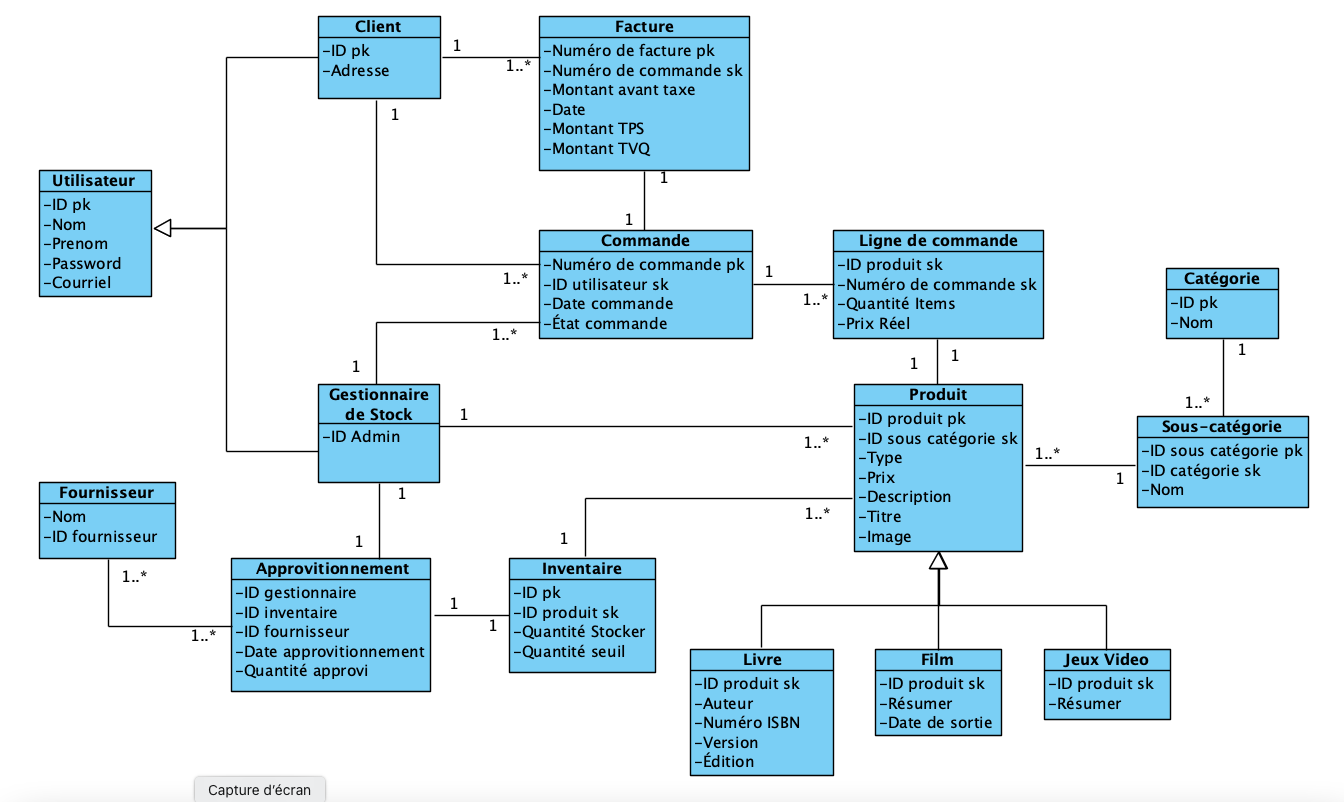 Client
-ID pk
-Adresse
1
1..*
1
Facture
-Numéro de facture pk
-Numéro de commande sk
-Montant avant taxe
-Date
-Montant TPS
-Montant TVQ
1
1
Utilisateur
-ID pk
-Nom
-Prenom
-Password
-Courriel
Commande
-Numéro de commande pk
-ID utilisateur sk
-Date commande
-État commande
1..*
1..*
1
1..*
Ligne de commande
-ID produit sk
-Numéro de commande sk
-Quantité Items
-Prix Réel
1
1
Catégorie
-ID pk
-Nom
1
1..*
1
Gestionnaire
de Stock
-ID Admin
1
1..*
1
1
Produit
-ID produit pk
-ID sous catégorie sk
-Type
-Prix
-Description
-Titre
-Image
1..*
1
Sous-catégorie
-ID sous catégorie pk
-ID catégorie sk
-Nom
Fournisseur
-Nom
-ID fournisseur
1..*
1..*
Approvitionnement
-ID gestionnaire
-ID inventaire
-ID fournisseur
-Date approvitionnement
-Quantité approvi
1
1
1
1..*
Inventaire
-ID pk
-ID produit sk
-Quantité Stocker
-Quantité seuil
Livre
-ID produit sk
-Auteur
-Numéro ISBN
-Version
-Édition
Film
-ID produit sk
-Résumer
-Date de sortie
Jeux Video
-ID produit sk
-Résumer
Capture d'écran